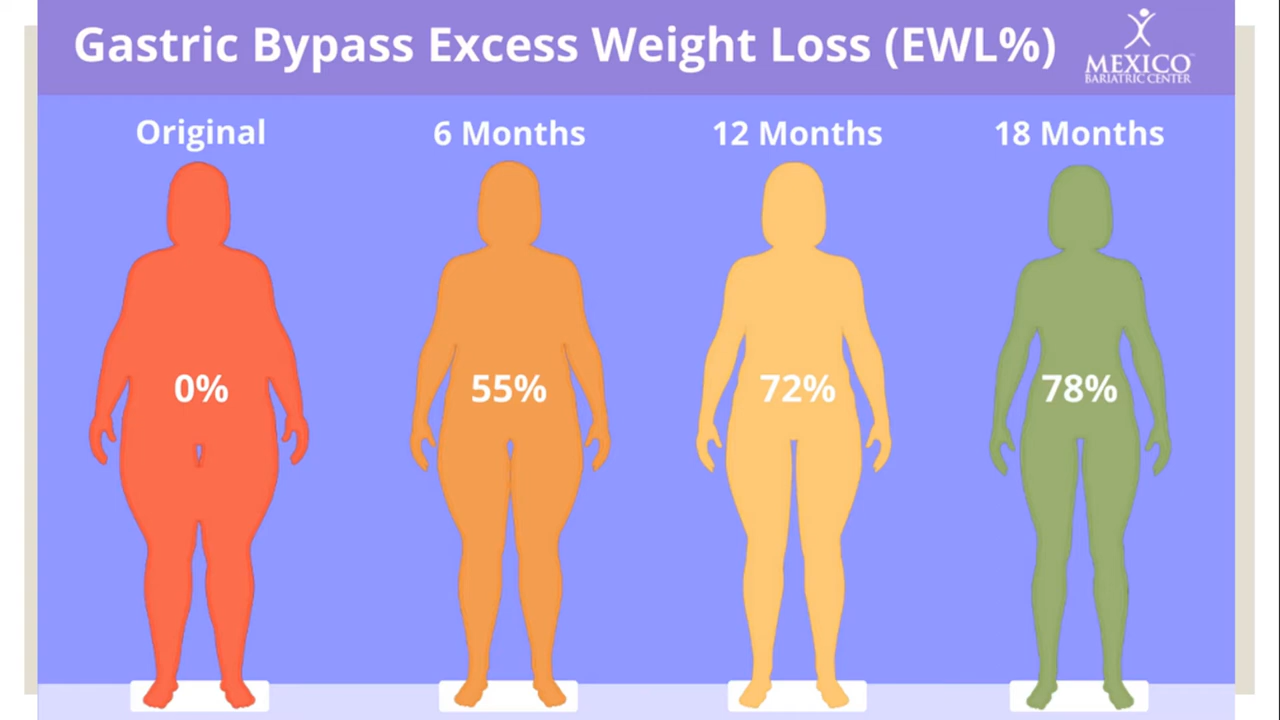 Gastric Bypass Excess Weight Loss (EWL%)
MEXICO
BARIATRIC CENTER
Original
6 Months
12 Months
18 Months
0%
55%
72%
78%